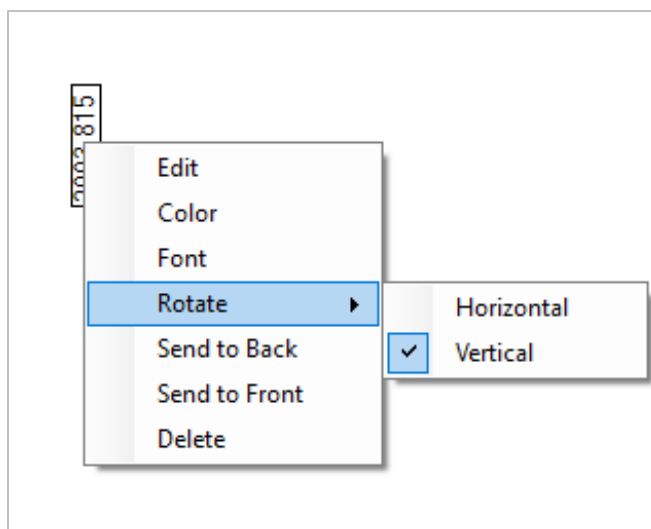 815
Edit
Color
Font
Rotate
Horizontal
Send to Back
Vertical
Send to Front
Delete